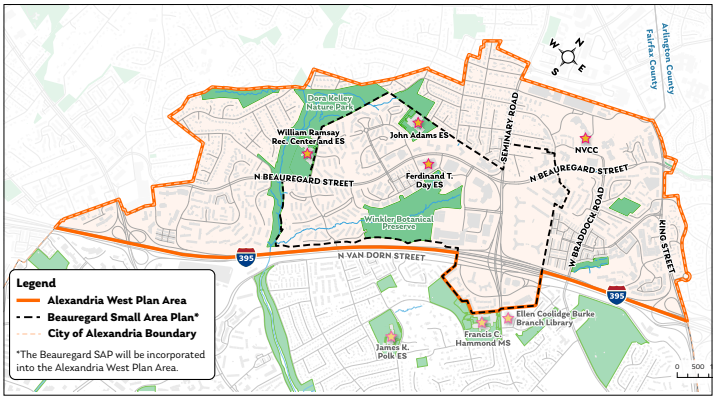 W
N
S
E
Arlington County
Fairfax County
Dora Kelley
Nature Park
SEMINARY ROAD
William Ramsay
Rec. Center and ES
John Adams ES
NVCC
N BEAUREGARD STREET
Ferdinand T.
Day ES
N BEAUREGARD STREET
W BRADDOCK ROAD
KING STREET
Winkler Botanical
Preserve
395
N VAN DORN STREET
395
Legend
Alexandria West Plan Area
Beauregard Small Area Plan*
City of Alexandria Boundary
*The Beauregard SAP will be incorporated
into the Alexandria West Plan Area.
Ellen Coolidge Burke
Branch Library
Francis C.
Hammond MS
James K.
Polk ES
0 500